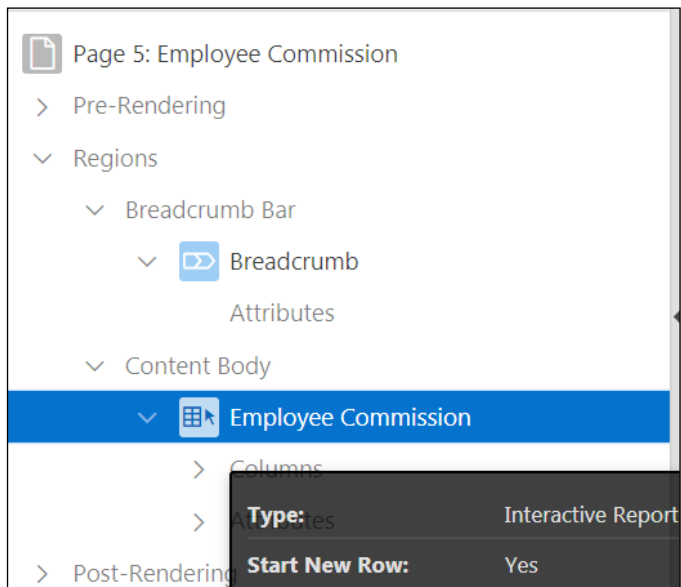 Page 5: Employee Commission
Pre-Rendering
Regions
Breadcrumb Bar
Breadcrumb
Attributes
Content Body
Employee Commission
Columns
Attributes
Type: Interactive Report
Post-Rendering
Start New Row: Yes